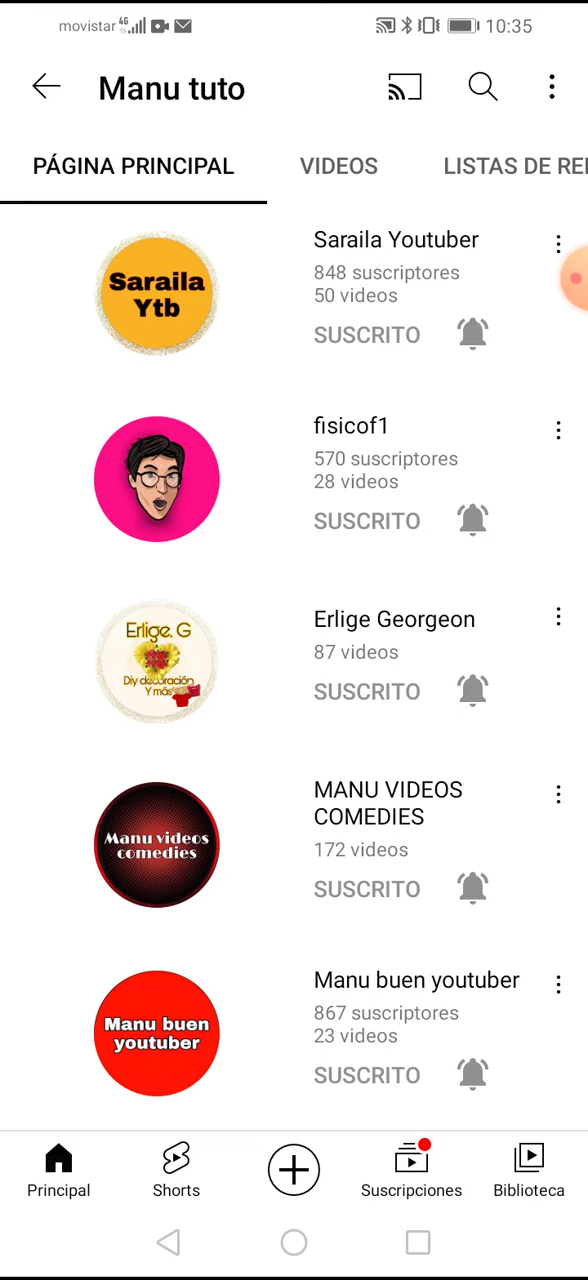 movistar 4G 10:35
Manu tuto
PÁGINA PRINCIPAL VIDEOS LISTAS DE RE
Saraila Ytb
Saraila Youtuber
848 suscriptores
50 videos
SUSCRITO
fisicof1
570 suscriptores
28 videos
SUSCRITO
Erlige. G
Diy decoración
Y más
Erlige Georgeon
87 videos
SUSCRITO
Manu videos
comedies
MANU VIDEOS
COMEDIES
172 videos
SUSCRITO
Manu buen
youtuber
Manu buen youtuber
867 suscriptores
23 videos
SUSCRITO
Principal Shorts Suscripciones Biblioteca